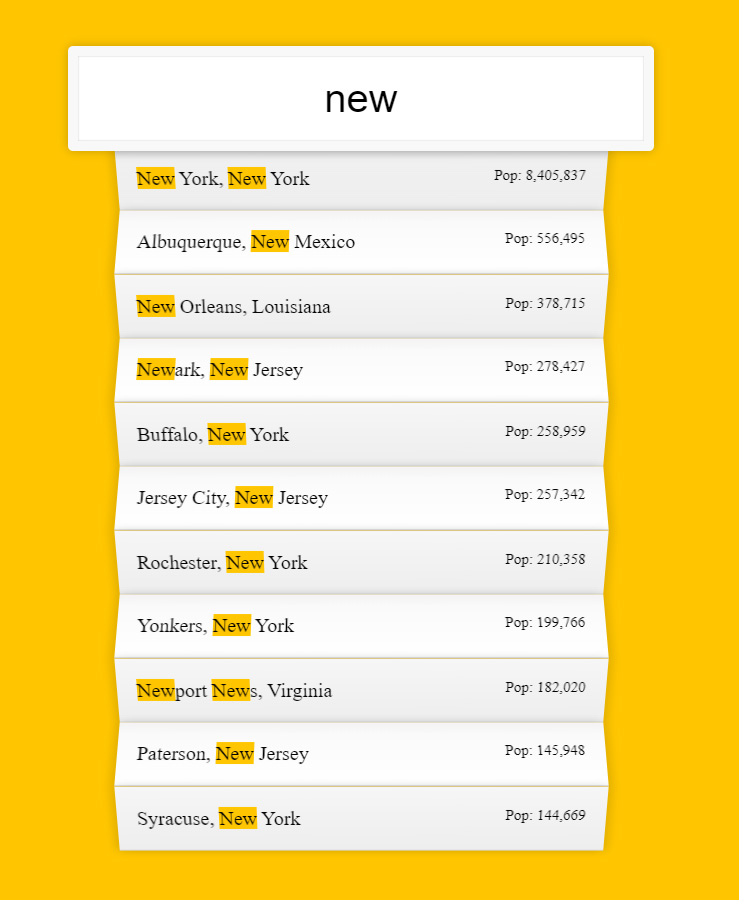 new
New York, New York Pop: 8,405,837
Albuquerque, New Mexico Pop: 556,495
New Orleans, Louisiana Pop: 378,715
Newark, New Jersey Pop: 278,427
Buffalo, New York Pop: 258,959
Jersey City, New Jersey Pop: 257,342
Rochester, New York Pop: 210,358
Yonkers, New York Pop: 199,766
Newport News, Virginia Pop: 182,020
Paterson, New Jersey Pop: 145,948
Syracuse, New York Pop: 144,669